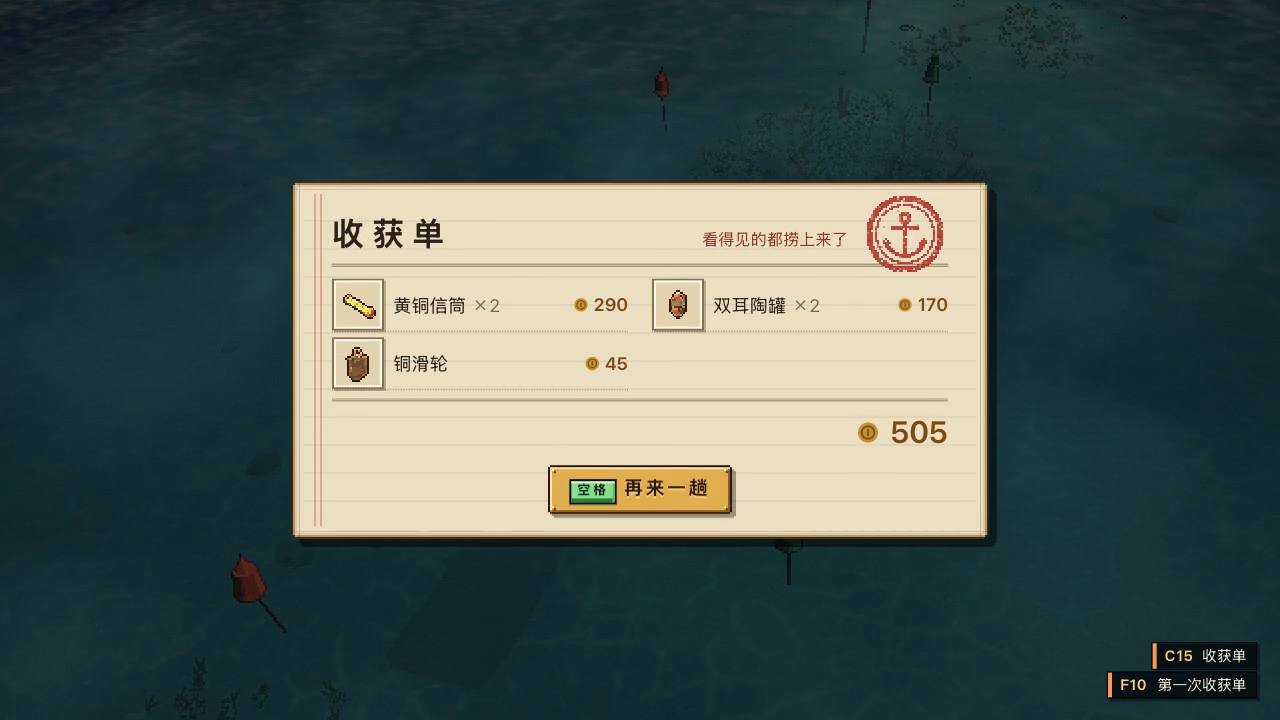 收获单
看得见的都捞上来了
黄铜信筒 ×2 290
双耳陶罐 ×2 170
铜滑轮 45
505
空格 再来一趟
C15 收获单
F10 第一次收获单